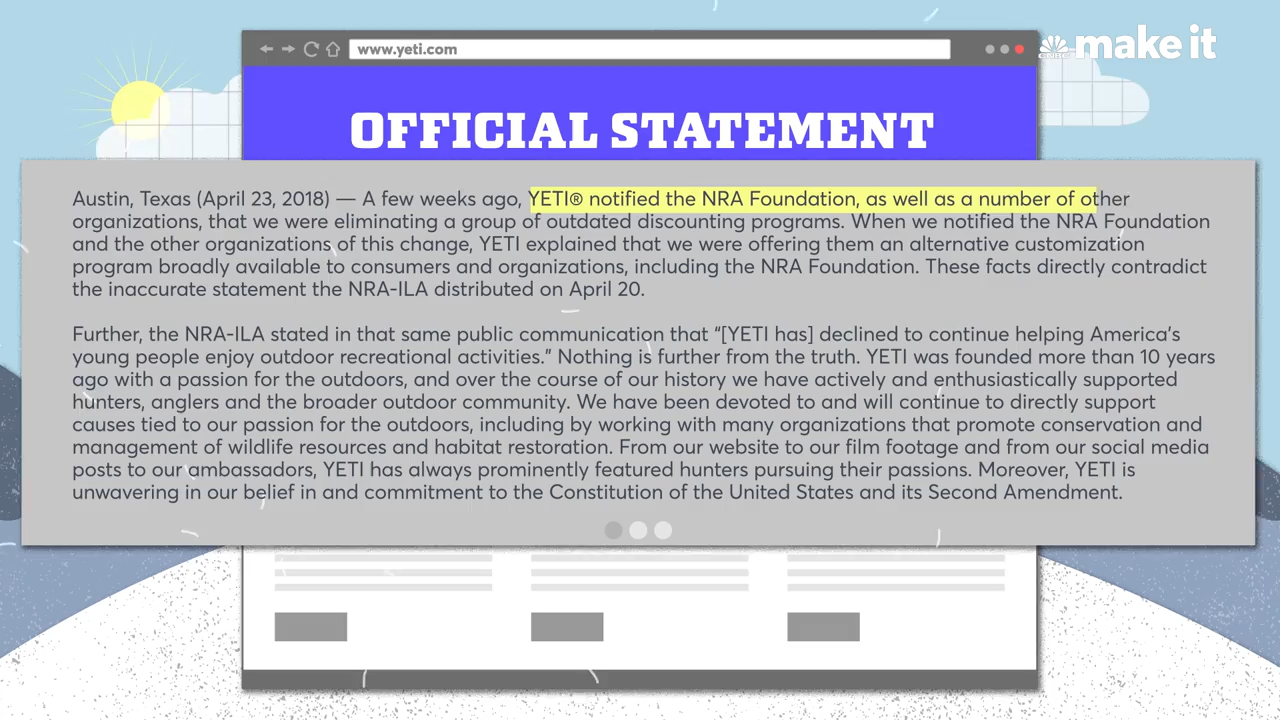 www.yeti.com
CNBC make it
OFFICIAL STATEMENT
Austin, Texas (April 23, 2018) — A few weeks ago, YETI® notified the NRA Foundation, as well as a number of other
organizations, that we were eliminating a group of outdated discounting programs. When we notified the NRA Foundation
and the other organizations of this change, YETI explained that we were offering them an alternative customization
program broadly available to consumers and organizations, including the NRA Foundation. These facts directly contradict
the inaccurate statement the NRA-ILA distributed on April 20.
Further, the NRA-ILA stated in that same public communication that “[YETI has] declined to continue helping America’s
young people enjoy outdoor recreational activities.” Nothing is further from the truth. YETI was founded more than 10 years
ago with a passion for the outdoors, and over the course of our history we have actively and enthusiastically supported
hunters, anglers and the broader outdoor community. We have been devoted to and will continue to directly support
causes tied to our passion for the outdoors, including by working with many organizations that promote conservation and
management of wildlife resources and habitat restoration. From our website to our film footage and from our social media
posts to our ambassadors, YETI has always prominently featured hunters pursuing their passions. Moreover, YETI is
unwavering in our belief in and commitment to the Constitution of the United States and its Second Amendment.